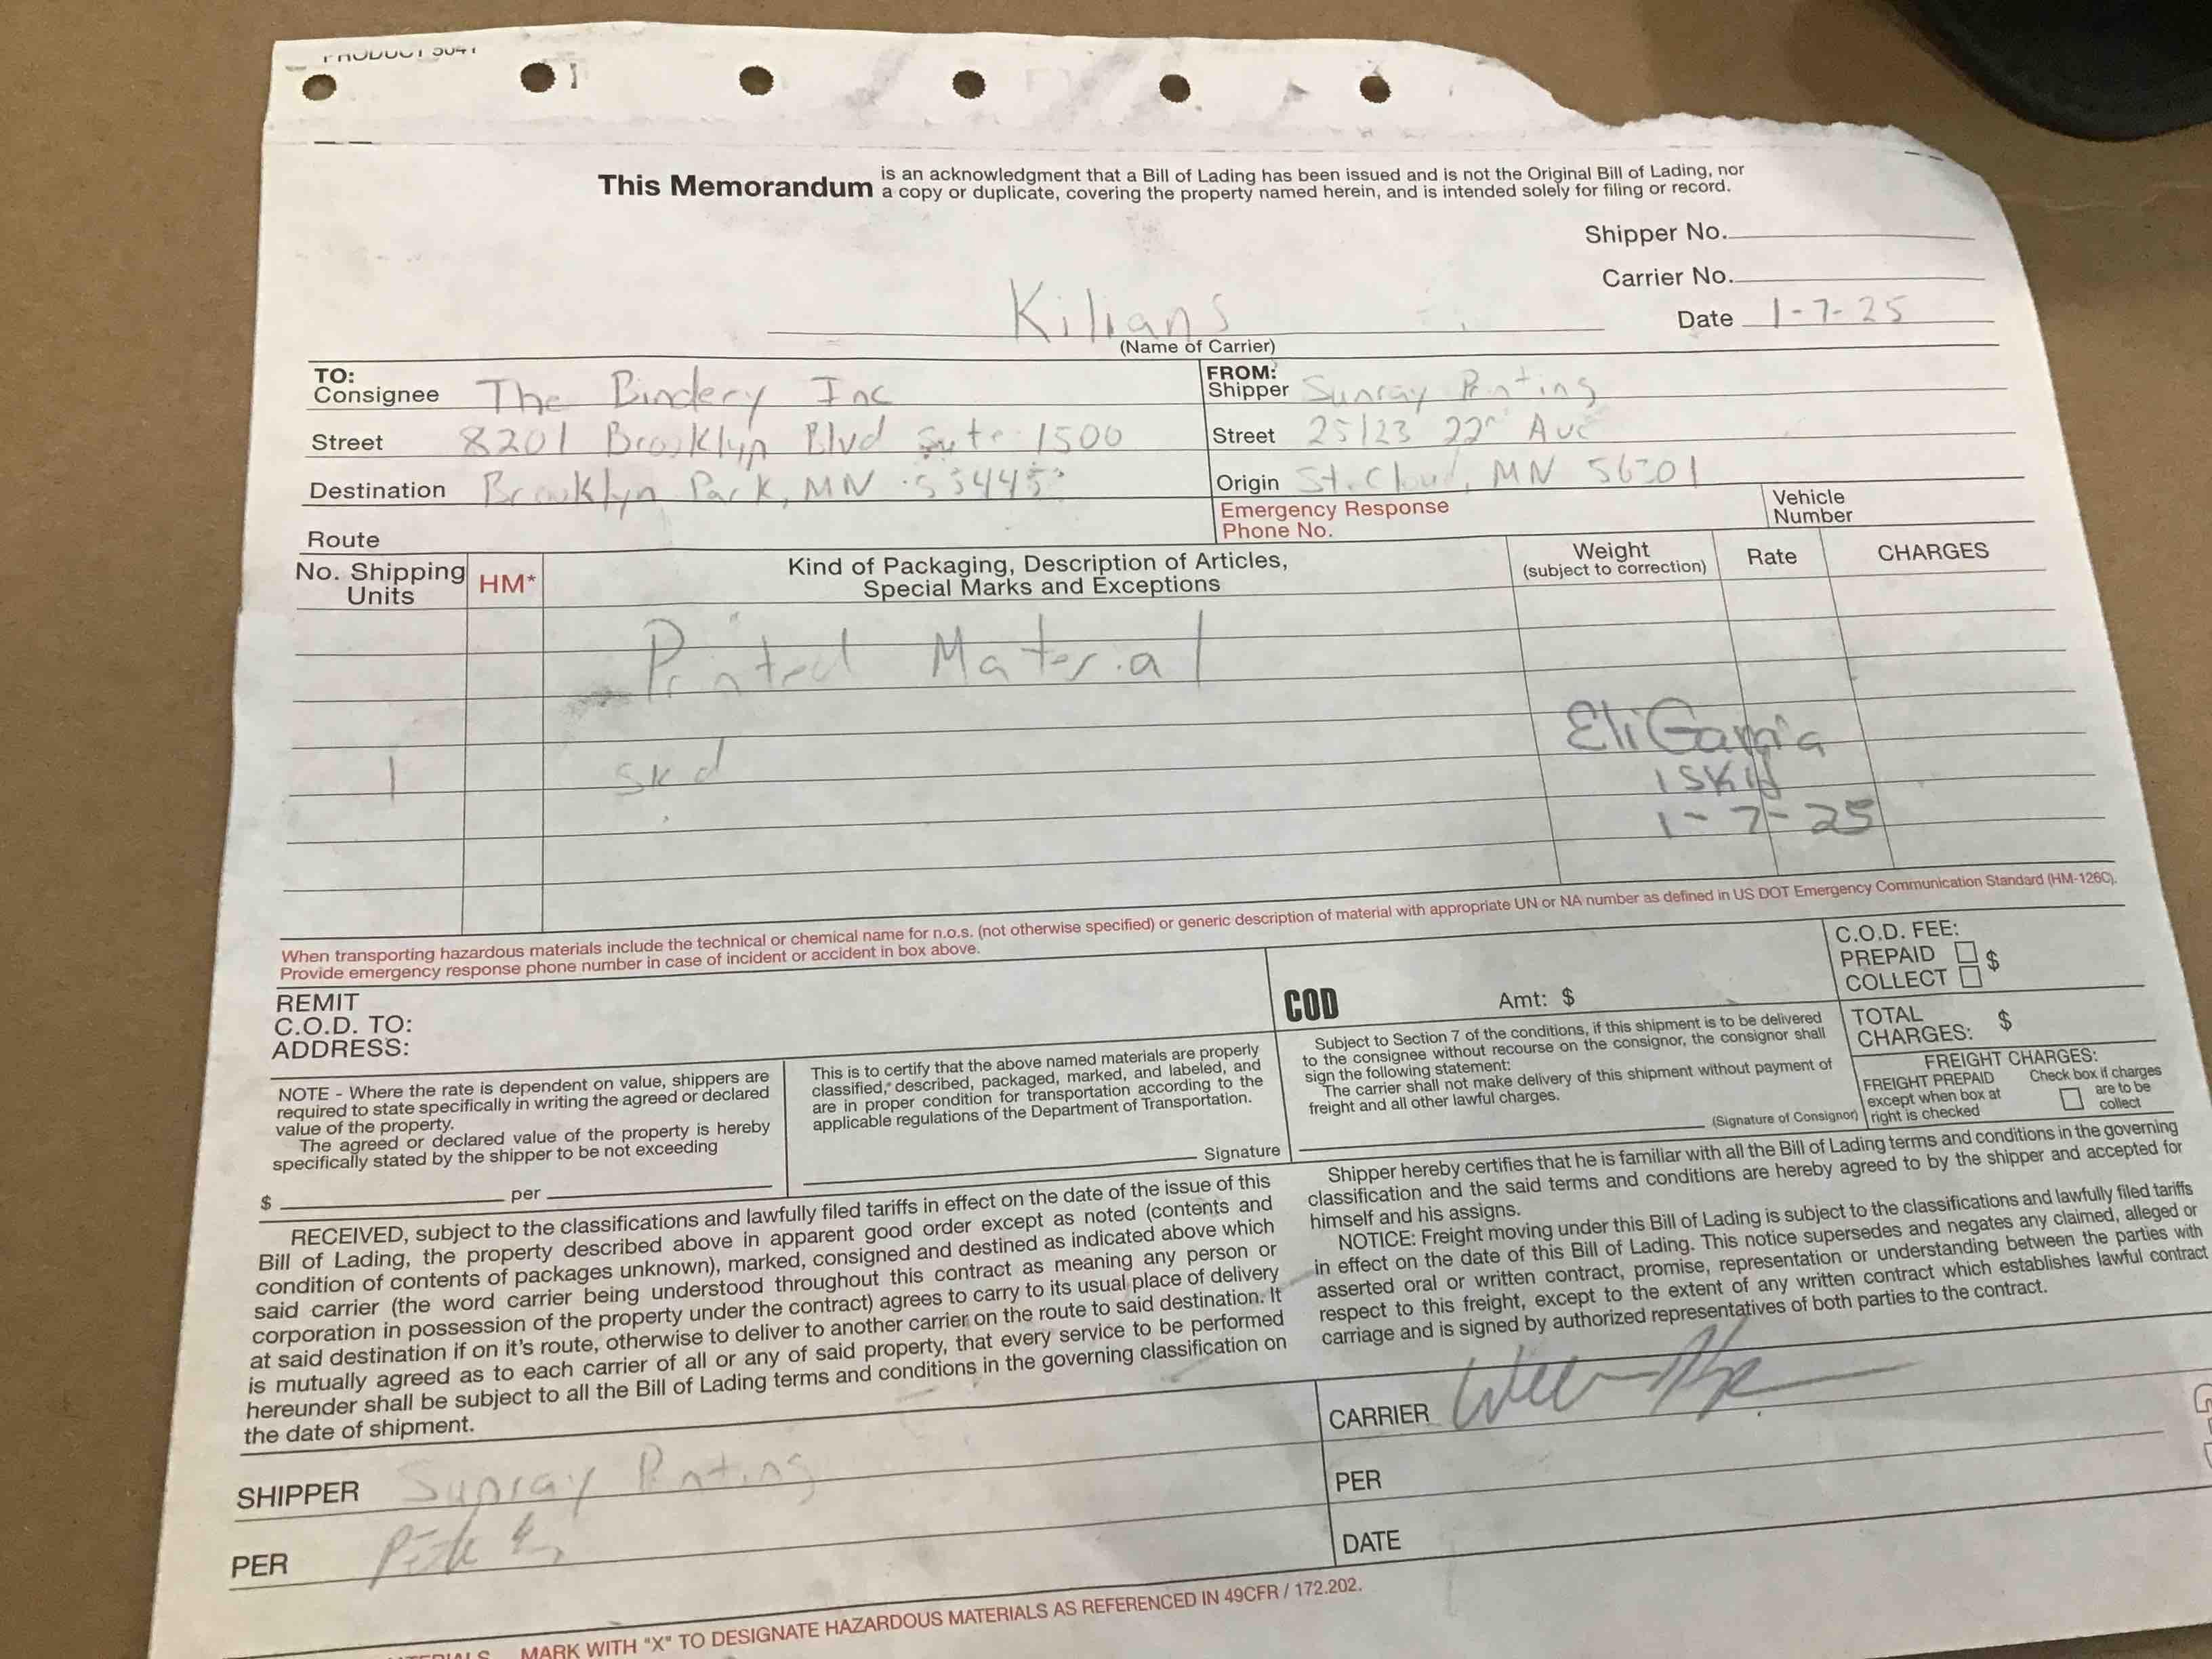 PRODUCT 3041
This Memorandum is an acknowledgment that a Bill of Lading has been issued and is not the Original Bill of Lading, nor
a copy or duplicate, covering the property named herein, and is intended solely for filing or record.
Shipper No.
Carrier No.
Date 1-7-25
Kilians
(Name of Carrier)
TO:
Consignee The Bindery Inc
Street 8201 Brooklyn Blvd Suite 1500
Destination Brooklyn Park, MN 55445
Route
FROM:
Shipper Sunray Printing
Street 25123 22nd Ave
Origin St. Cloud, MN 56301
Emergency Response
Phone No.
Vehicle
Number
No. Shipping
Units
HM*
Kind of Packaging, Description of Articles,
Special Marks and Exceptions
Weight
(subject to correction)
Rate
CHARGES
Printed Material
1 Skd
Eli Garcia
1 SKid
1-7-25
When transporting hazardous materials include the technical or chemical name for n.o.s. (not otherwise specified) or generic description of material with appropriate UN or NA number as defined in US DOT Emergency Communication Standard (HM-126C).
Provide emergency response phone number in case of incident or accident in box above.
REMIT
C.O.D. TO:
ADDRESS:
COD
Amt: $
C.O.D. FEE:
PREPAID $
COLLECT
NOTE - Where the rate is dependent on value, shippers are
required to state specifically in writing the agreed or declared
value of the property.
The agreed or declared value of the property is hereby
specifically stated by the shipper to be not exceeding
$ per
This is to certify that the above named materials are properly
classified, described, packaged, marked, and labeled, and
are in proper condition for transportation according to the
applicable regulations of the Department of Transportation.
Signature
Subject to Section 7 of the conditions, if this shipment is to be delivered
to the consignee without recourse on the consignor, the consignor shall
sign the following statement:
The carrier shall not make delivery of this shipment without payment of
freight and all other lawful charges.
(Signature of Consignor)
TOTAL
CHARGES: $
FREIGHT CHARGES:
FREIGHT PREPAID
except when box at
right is checked
Check box if charges
are to be
collect
RECEIVED, subject to the classifications and lawfully filed tariffs in effect on the date of the issue of this
Bill of Lading, the property described above in apparent good order except as noted (contents and
condition of contents of packages unknown), marked, consigned and destined as indicated above which
said carrier (the word carrier being understood throughout this contract as meaning any person or
corporation in possession of the property under the contract) agrees to carry to its usual place of delivery
at said destination if on it's route, otherwise to deliver to another carrier on the route to said destination. It
is mutually agreed as to each carrier of all or any of said property, that every service to be performed
hereunder shall be subject to all the Bill of Lading terms and conditions in the governing classification on
the date of shipment.
Shipper hereby certifies that he is familiar with all the Bill of Lading terms and conditions in the governing
classification and the said terms and conditions are hereby agreed to by the shipper and accepted for
himself and his assigns.
NOTICE: Freight moving under this Bill of Lading is subject to the classifications and lawfully filed tariffs
in effect on the date of this Bill of Lading. This notice supersedes and negates any claimed, alleged or
asserted oral or written contract, promise, representation or understanding between the parties with
respect to this freight, except to the extent of any written contract which establishes lawful contract
carriage and is signed by authorized representatives of both parties to the contract.
SHIPPER Sunray Printing
PER
CARRIER
PER
DATE
MARK WITH "X" TO DESIGNATE HAZARDOUS MATERIALS AS REFERENCED IN 49CFR / 172.202.